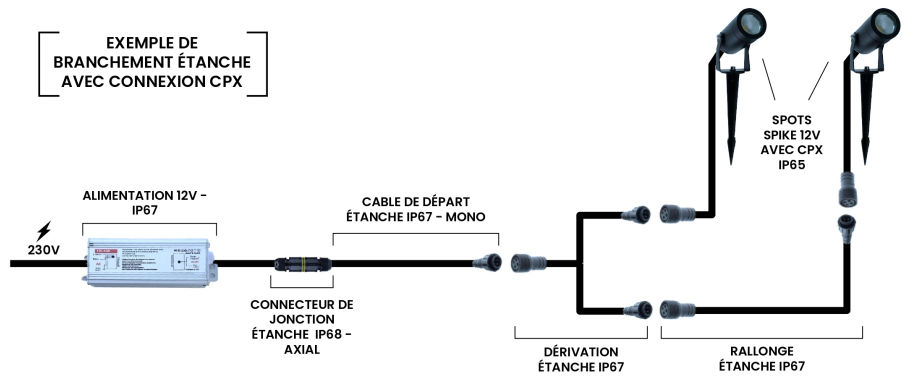 EXEMPLE DE
BRANCHEMENT ÉTANCHE
AVEC CONNEXION CPX
SPOTS
SPIKE 12V
AVEC CPX
IP65
ALIMENTATION 12V -
IP67
CABLE DE DÉPART
ÉTANCHE IP67 - MONO
230V
CONNECTEUR DE
JONCTION
ÉTANCHE IP68 -
AXIAL
DÉRIVATION
ÉTANCHE IP67
RALLONGE
ÉTANCHE IP67